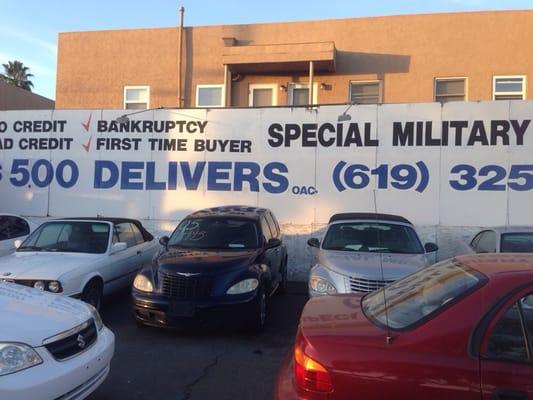 O CREDIT ✓ BANKRUPTCY SPECIAL MILITARY
AD CREDIT ✓ FIRST TIME BUYER
$500 DELIVERS OAC. (619) 325